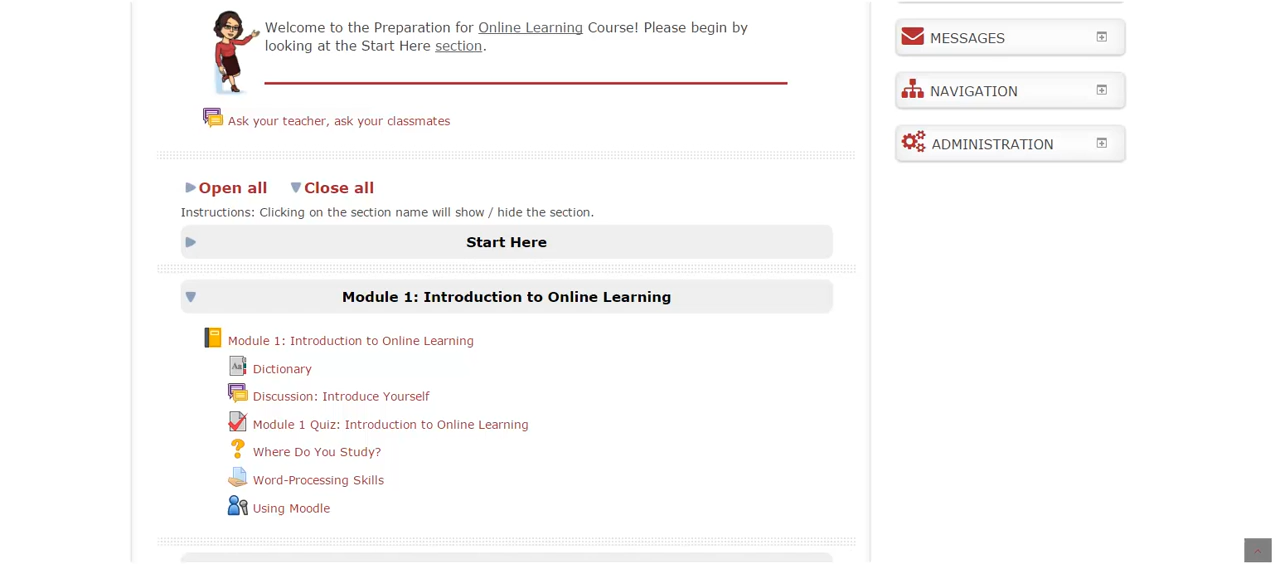 Welcome to the Preparation for Online Learning Course! Please begin by
looking at the Start Here section.
Ask your teacher, ask your classmates
Open all Close all
Instructions: Clicking on the section name will show / hide the section.
Start Here
Module 1: Introduction to Online Learning
Module 1: Introduction to Online Learning
Dictionary
Discussion: Introduce Yourself
Module 1 Quiz: Introduction to Online Learning
Where Do You Study?
Word-Processing Skills
Using Moodle
MESSAGES
NAVIGATION
ADMINISTRATION